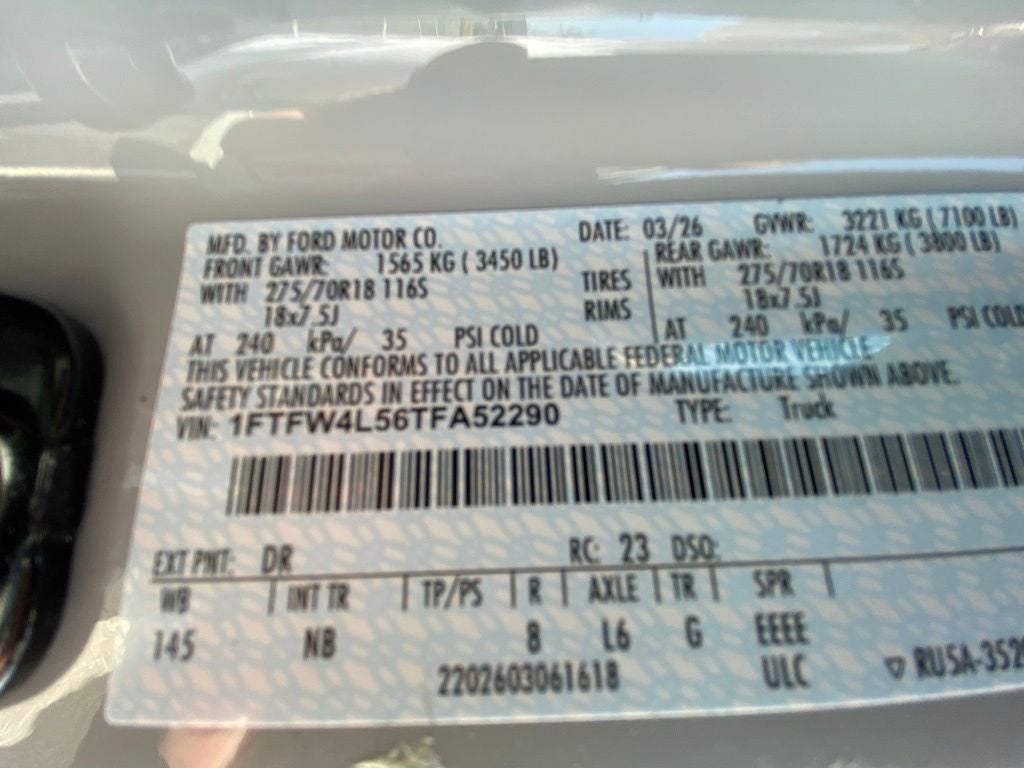 MFD. BY FORD MOTOR CO. DATE: 03/26 GVWR: 3221 KG ( 7100 LB)
FRONT GAWR: 1565 KG ( 3450 LB) REAR GAWR: 1724 KG ( 3800 LB)
WITH 275/70R18 116S TIRES WITH 275/70R18 116S
18x7.5J RIMS 18x7.5J
AT 240 kPa/ 35 PSI COLD AT 240 kPa/ 35 PSI COLD
THIS VEHICLE CONFORMS TO ALL APPLICABLE FEDERAL MOTOR VEHICLE
SAFETY STANDARDS IN EFFECT ON THE DATE OF MANUFACTURE SHOWN ABOVE.
VIN: 1FTFW4L56TFA52290 TYPE: Truck
EXT PNT: DR RC: 23 DSO:
WB INT TR TP/PS R AXLE TR SPR
145 NB 8 L6 G EEEE
2202603061618 ULC ▽ RU5A-352